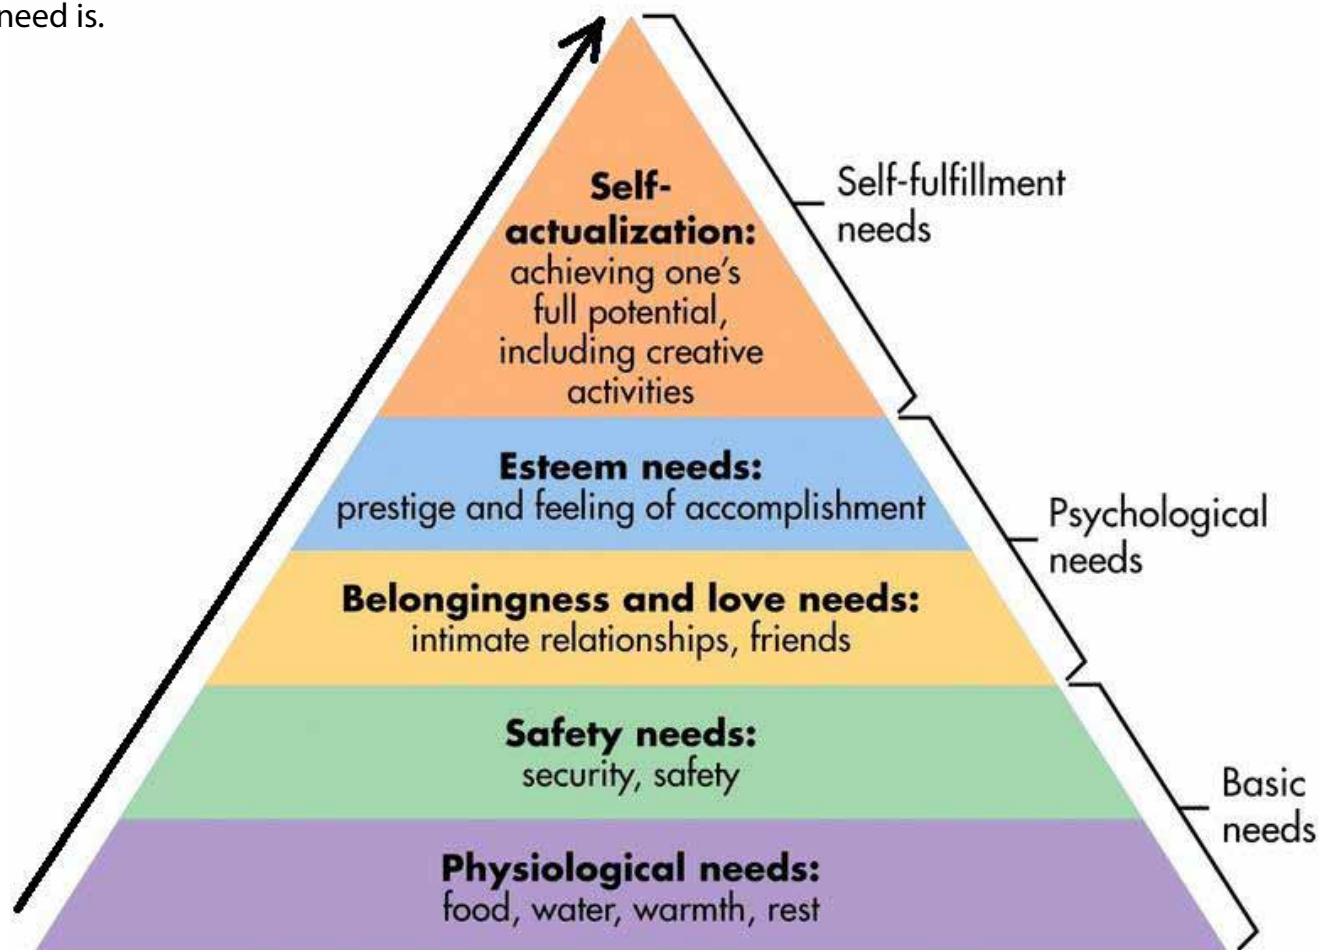 need is.
Self-
actualization:
achieving one's
full potential,
including creative
activities
Self-fulfillment
needs
Esteem needs:
prestige and feeling of accomplishment
Psychological
needs
Belongingness and love needs:
intimate relationships, friends
Safety needs:
security, safety
Basic
needs
Physiological needs:
food, water, warmth, rest